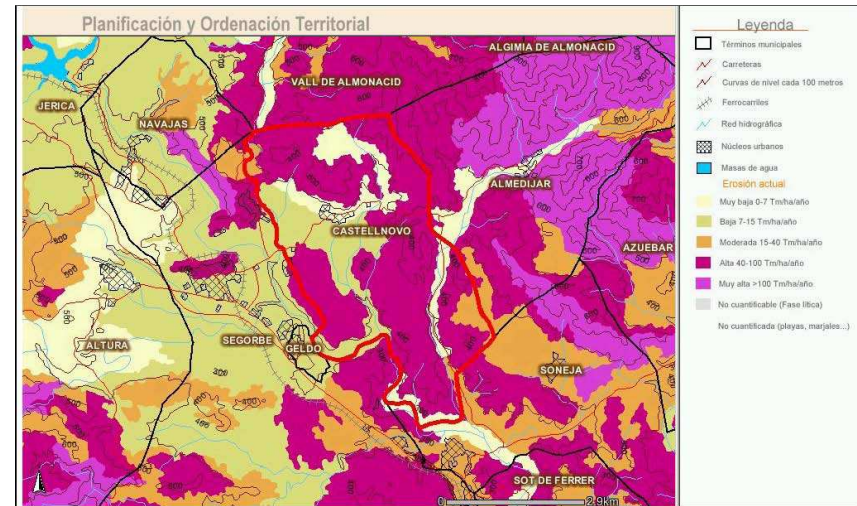 Planificación y Ordenación Territorial
ALGIMIA DE ALMONACID
VALL DE ALMONACID
JERICA
NAVAJAS
ALMEDIJAR
CASTELLNOVO
AZUEBAR
ALTURA
SEGORBE
GELDO
SONEJA
SOT DE FERRER
0 2.9km
Leyenda
Términos municipales
Carreteras
Curvas de nivel cada 100 metros
Ferrocarriles
Red hidrográfica
Núcleos urbanos
Masas de agua
Erosión actual
Muy baja 0-7 Tm/ha/año
Baja 7-15 Tm/ha/año
Moderada 15-40 Tm/ha/año
Alta 40-100 Tm/ha/año
Muy alta >100 Tm/ha/año
No cuantificable (Fase lítica)
No cuantificada (playas, marjales...)